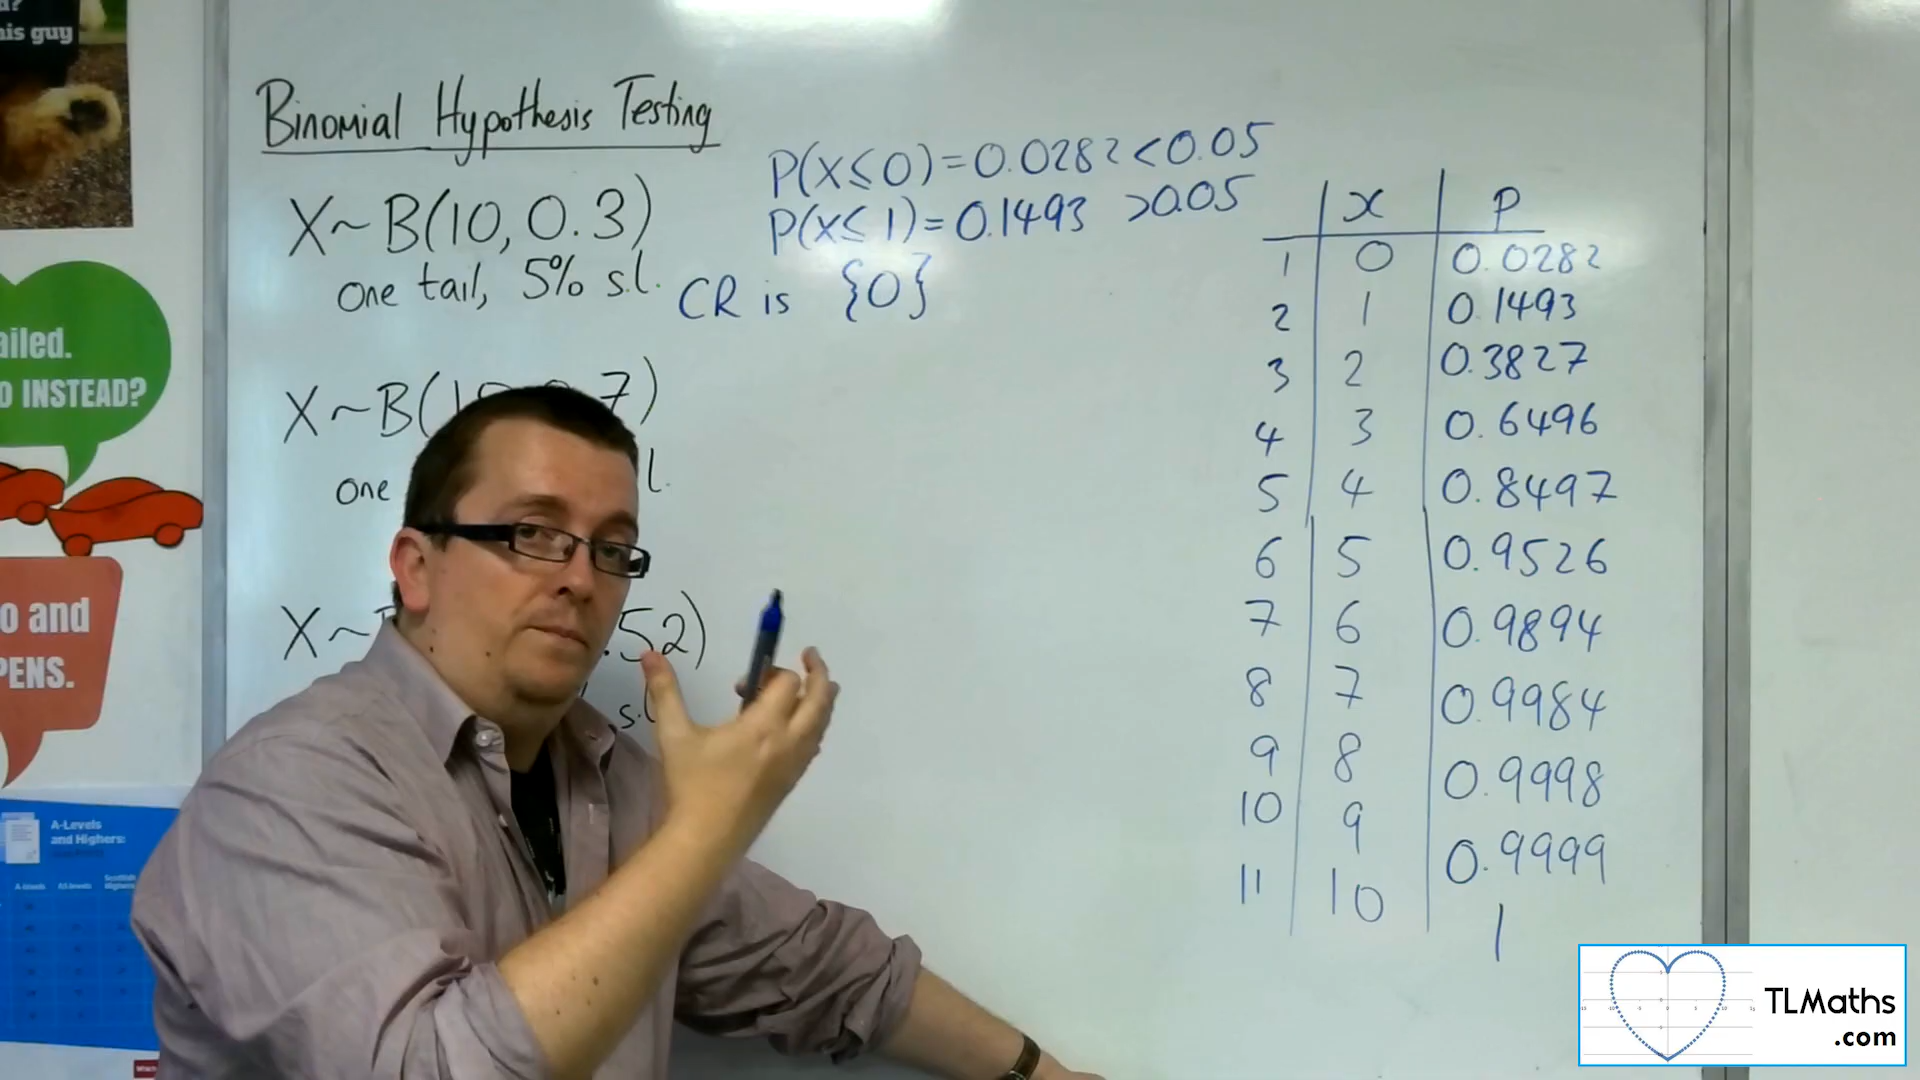 his guy
ailed.
O INSTEAD?
o and
PENS.
A-Levels
and Highers:
Binomial Hypothesis Testing
X~B(10, 0.3)
one tail, 5% s.l.
P(X≤0)=0.0282<0.05
P(X≤1)=0.1493 >0.05
CR is {0}
X~B(1 7)
one l.
X~ .52)
s.l
x p
1 0 0.0282
2 1 0.1493
3 2 0.3827
4 3 0.6496
5 4 0.8497
6 5 0.9526
7 6 0.9894
8 7 0.9984
9 8 0.9998
10 9 0.9999
11 10 1
TLMaths
.com